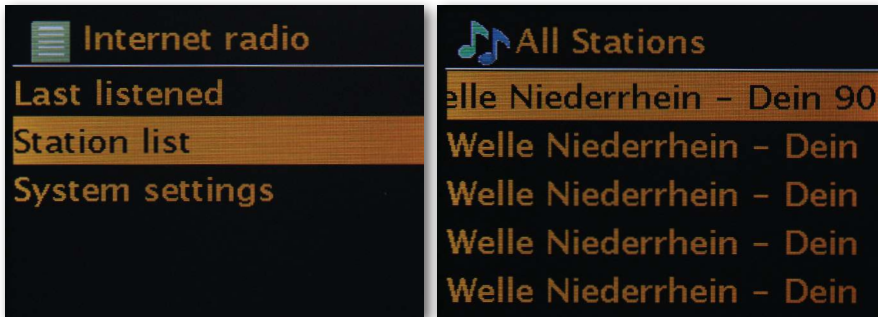 Internet radio
Last listened
Station list
System settings
All Stations
elle Niederrhein – Dein 90
Welle Niederrhein – Dein
Welle Niederrhein – Dein
Welle Niederrhein – Dein
Welle Niederrhein – Dein